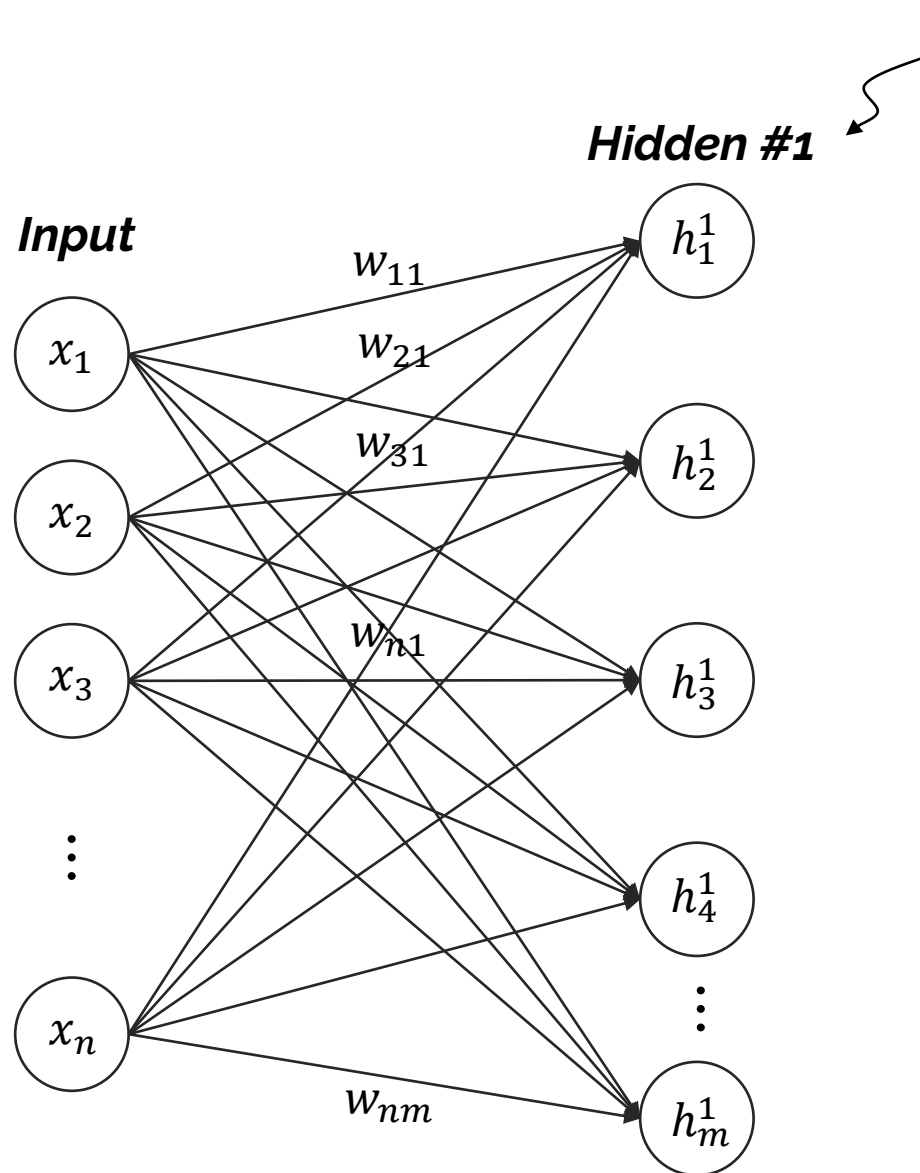 Hidden #1
Input
h₁¹
w₁₁
x₁
w₂₁
w₃₁
h₂¹
x₂
wₙ₁
x₃
h₃¹
⋮
h₄¹
⋮
xₙ
wₙₘ
hₘ¹